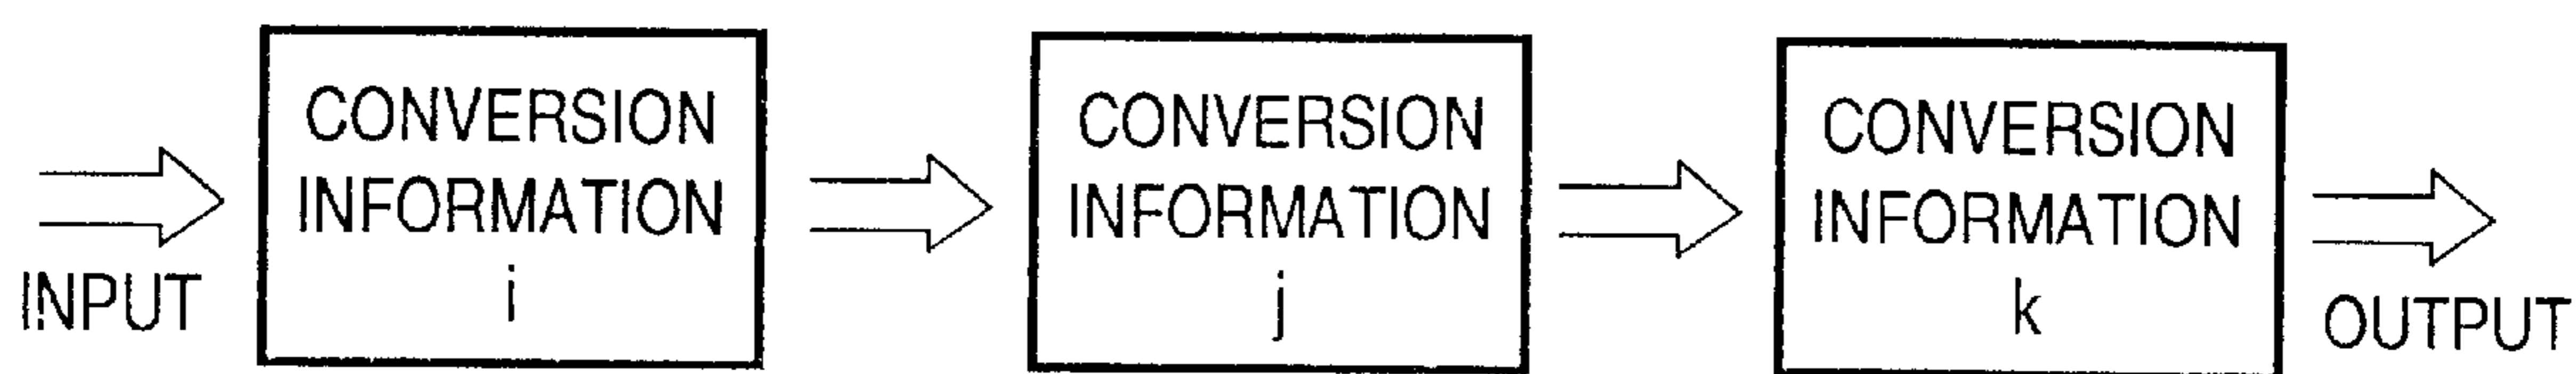 INPUT
CONVERSION
INFORMATION
i
CONVERSION
INFORMATION
j
CONVERSION
INFORMATION
k
OUTPUT